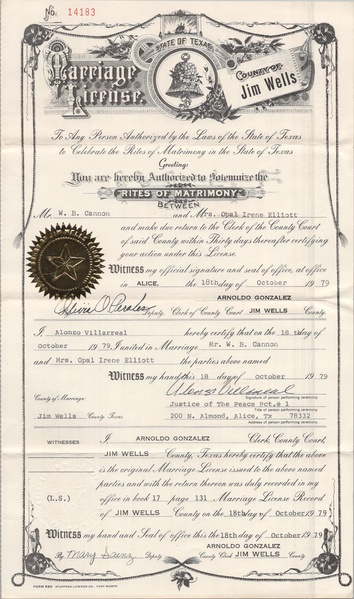 No. 14183
STATE OF TEXAS
Marriage
License
COUNTY OF
Jim Wells
To Any Person Authorized by the Laws of the State of Texas
to Celebrate the Rites of Matrimony in the State of Texas
Greeting:
You are hereby Authorized to Solemnize the
RITES OF MATRIMONY
BETWEEN
Mr. W. B. Cannon and Mrs. Opal Irene Elliott
and make due return to the Clerk of the County Court
of said County within Thirty days thereafter certifying
your action under this License.
Witness my official signature and seal of office, at office
in ALICE, the 18th day of October 1979
ARNOLDO GONZALEZ
Deputy. Clerk of County Court JIM WELLS County.
I Alonzo Villarreal hereby certify that on the 18 day of
October 1979 I united in Marriage Mr. W. B. Cannon
and Mrs. Opal Irene Elliott the parties above named
Witness my hand this 18 day of October 1979
Alonzo Villarreal
Signature of person performing ceremony
County of Marriage: Justice of The Peace Pct.# 1
Title of person performing ceremony
Jim Wells County, Texas 200 N. Almond, Alice, Tx 78332
Address of person performing ceremony
WITNESSES I ARNOLDO GONZALEZ Clerk County Court,
JIM WELLS County, Texas hereby certify that the above
is the original Marriage License issued to the above named
parties and with the return thereon was duly recorded in my
office in book 17 page 131 Marriage License Record
(L.S.) of JIM WELLS County on the 18th day of October 1979
Witness my hand and Seal of office this the 18th day of October 1979
ARNOLDO GONZALEZ
By Mary Sainz Deputy County Clerk JIM WELLS County